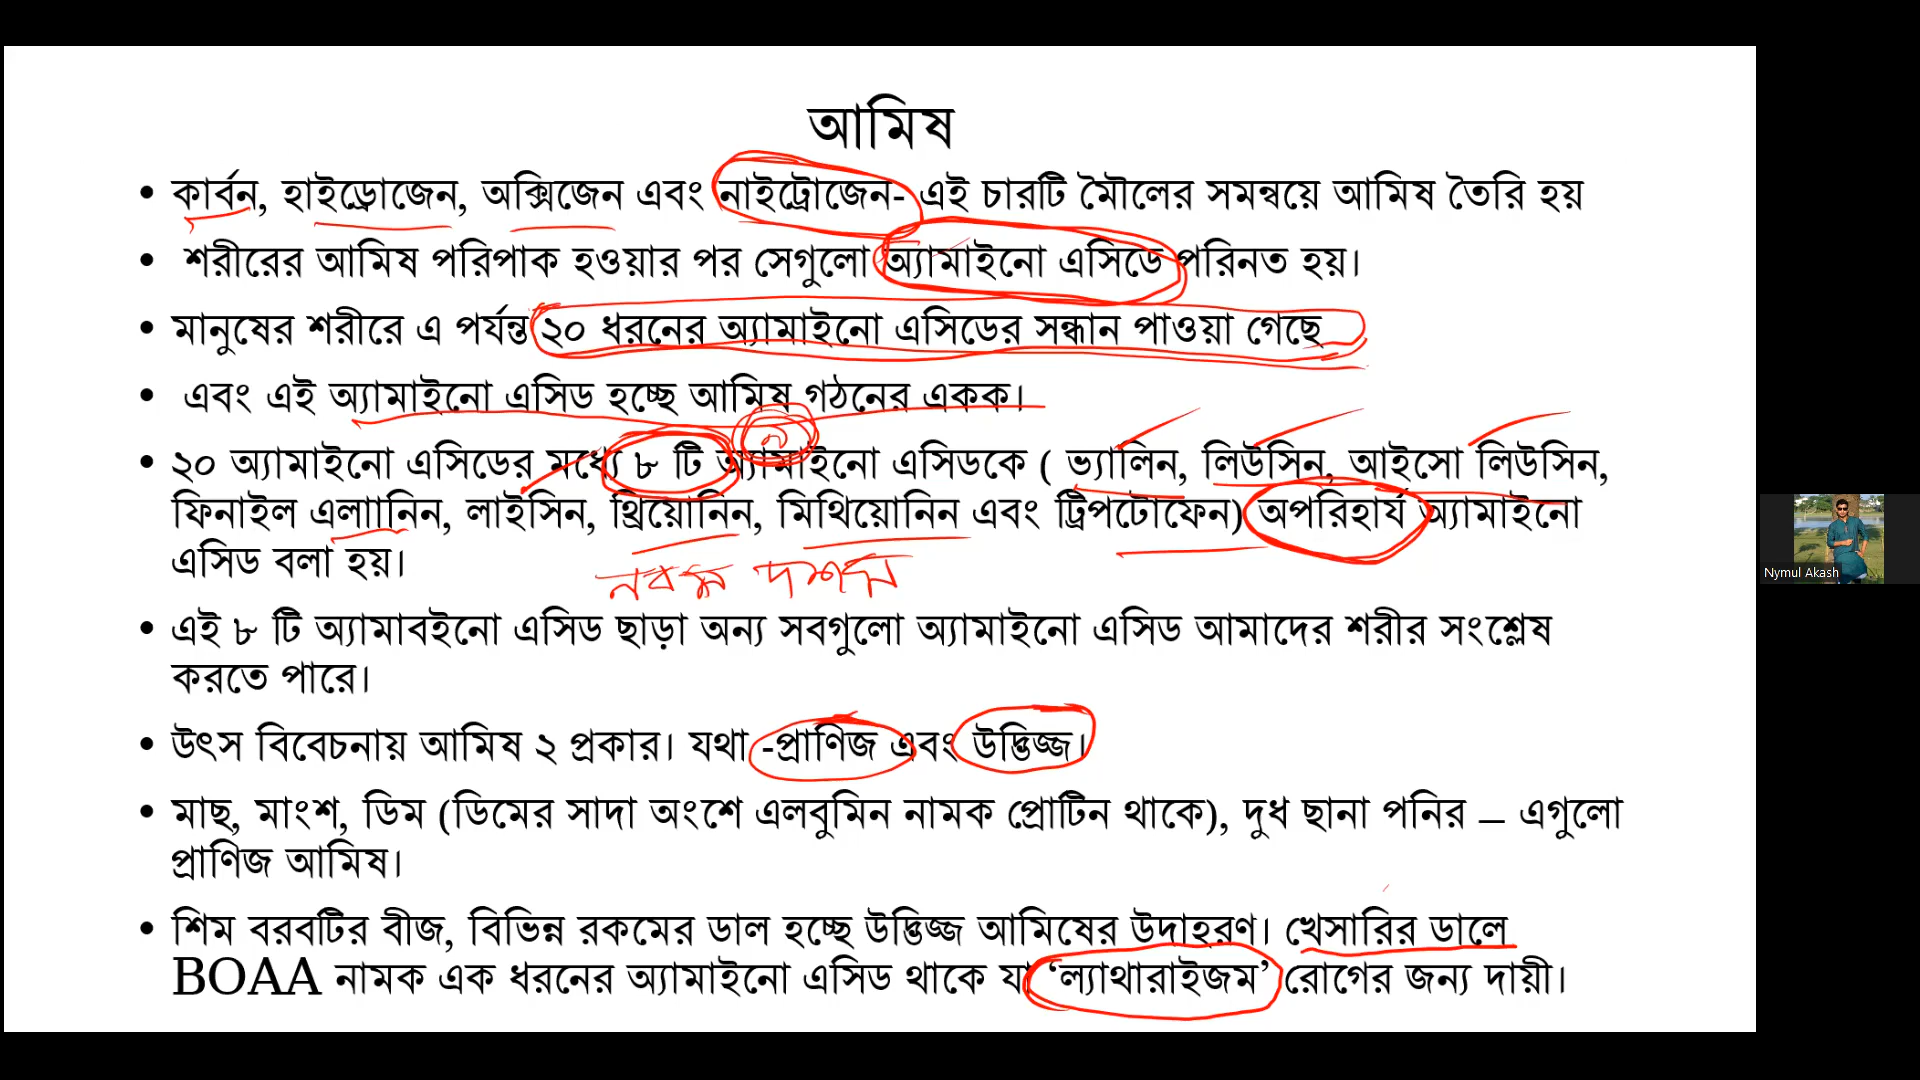 আমিষ
• কার্বন, হাইড্রোজেন, অক্সিজেন এবং নাইট্রোজেন- এই চারটি মৌলের সমন্বয়ে আমিষ তৈরি হয়
• শরীরের আমিষ পরিপাক হওয়ার পর সেগুলো অ্যামাইনো এসিডে পরিনত হয়।
• মানুষের শরীরে এ পর্যন্ত ২০ ধরনের অ্যামাইনো এসিডের সন্ধান পাওয়া গেছে
• এবং এই অ্যামাইনো এসিড হচ্ছে আমিষ গঠনের একক।
• ২০ অ্যামাইনো এসিডের মধ্যে ৮ টি অ্যামাইনো এসিডকে ( ভ্যালিন, লিউসিন, আইসো লিউসিন,
ফিনাইল এলাানিন, লাইসিন, থ্রিয়োনিন, মিথিয়োনিন এবং ট্রিপটোফেন) অপরিহার্য অ্যামাইনো
এসিড বলা হয়।
• এই ৮ টি অ্যামাবইনো এসিড ছাড়া অন্য সবগুলো অ্যামাইনো এসিড আমাদের শরীর সংশ্লেষ
করতে পারে।
• উৎস বিবেচনায় আমিষ ২ প্রকার। যথা -প্রাণিজ এবং উদ্ভিজ্জ।
• মাছ, মাংশ, ডিম (ডিমের সাদা অংশে এলবুমিন নামক প্রোটিন থাকে), দুধ ছানা পনির – এগুলো
প্রাণিজ আমিষ।
• শিম বরবটির বীজ, বিভিন্ন রকমের ডাল হচ্ছে উদ্ভিজ্জ আমিষের উদাহরণ। খেসারির ডালে
BOAA নামক এক ধরনের অ্যামাইনো এসিড থাকে যা ‘ল্যাথারাইজম’ রোগের জন্য দায়ী।
Nymul Akash